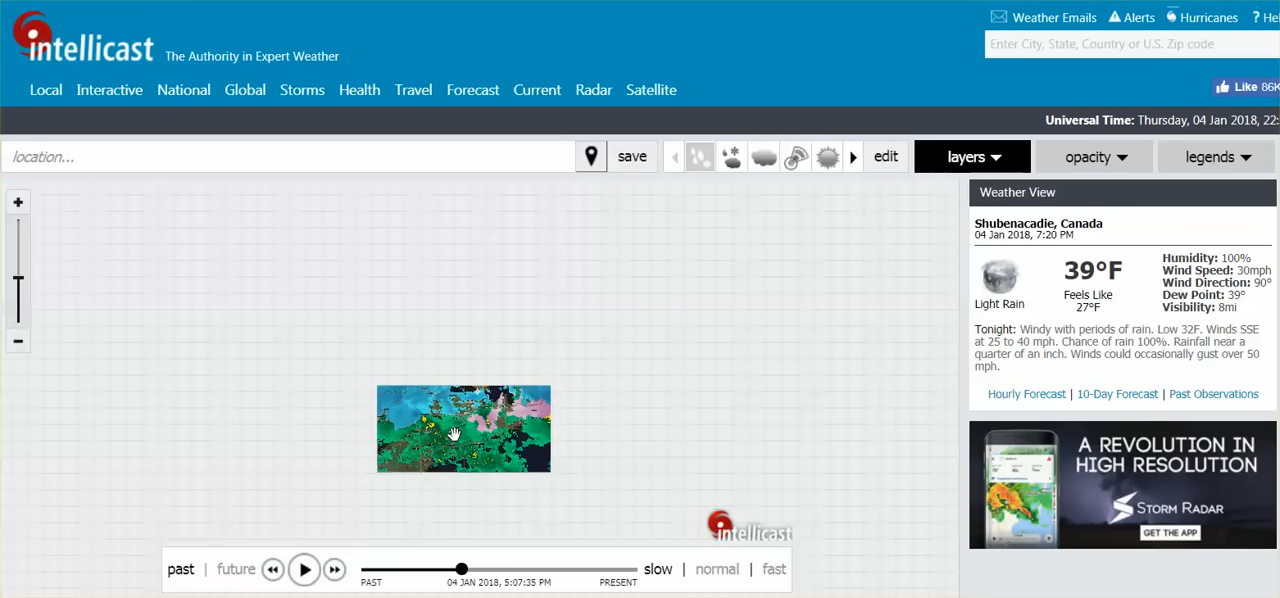 Weather Emails Alerts Hurricanes ? Hel
intellicast The Authority in Expert Weather
Enter City, State, Country or U.S. Zip code
Local Interactive National Global Storms Health Travel Forecast Current Radar Satellite
Like 86K
Universal Time: Thursday, 04 Jan 2018, 22:
location... save edit layers opacity legends
+
−
Weather View
Shubenacadie, Canada
04 Jan 2018, 7:20 PM
39°F
Feels Like
27°F
Light Rain
Humidity: 100%
Wind Speed: 30mph
Wind Direction: 90°
Dew Point: 39°
Visibility: 8mi
Tonight: Windy with periods of rain. Low 32F. Winds SSE
at 25 to 40 mph. Chance of rain 100%. Rainfall near a
quarter of an inch. Winds could occasionally gust over 50
mph.
Hourly Forecast | 10-Day Forecast | Past Observations
A REVOLUTION IN
HIGH RESOLUTION
STORM RADAR
GET THE APP
intellicast
past | future slow | normal | fast
PAST 04 JAN 2018, 5:07:35 PM PRESENT